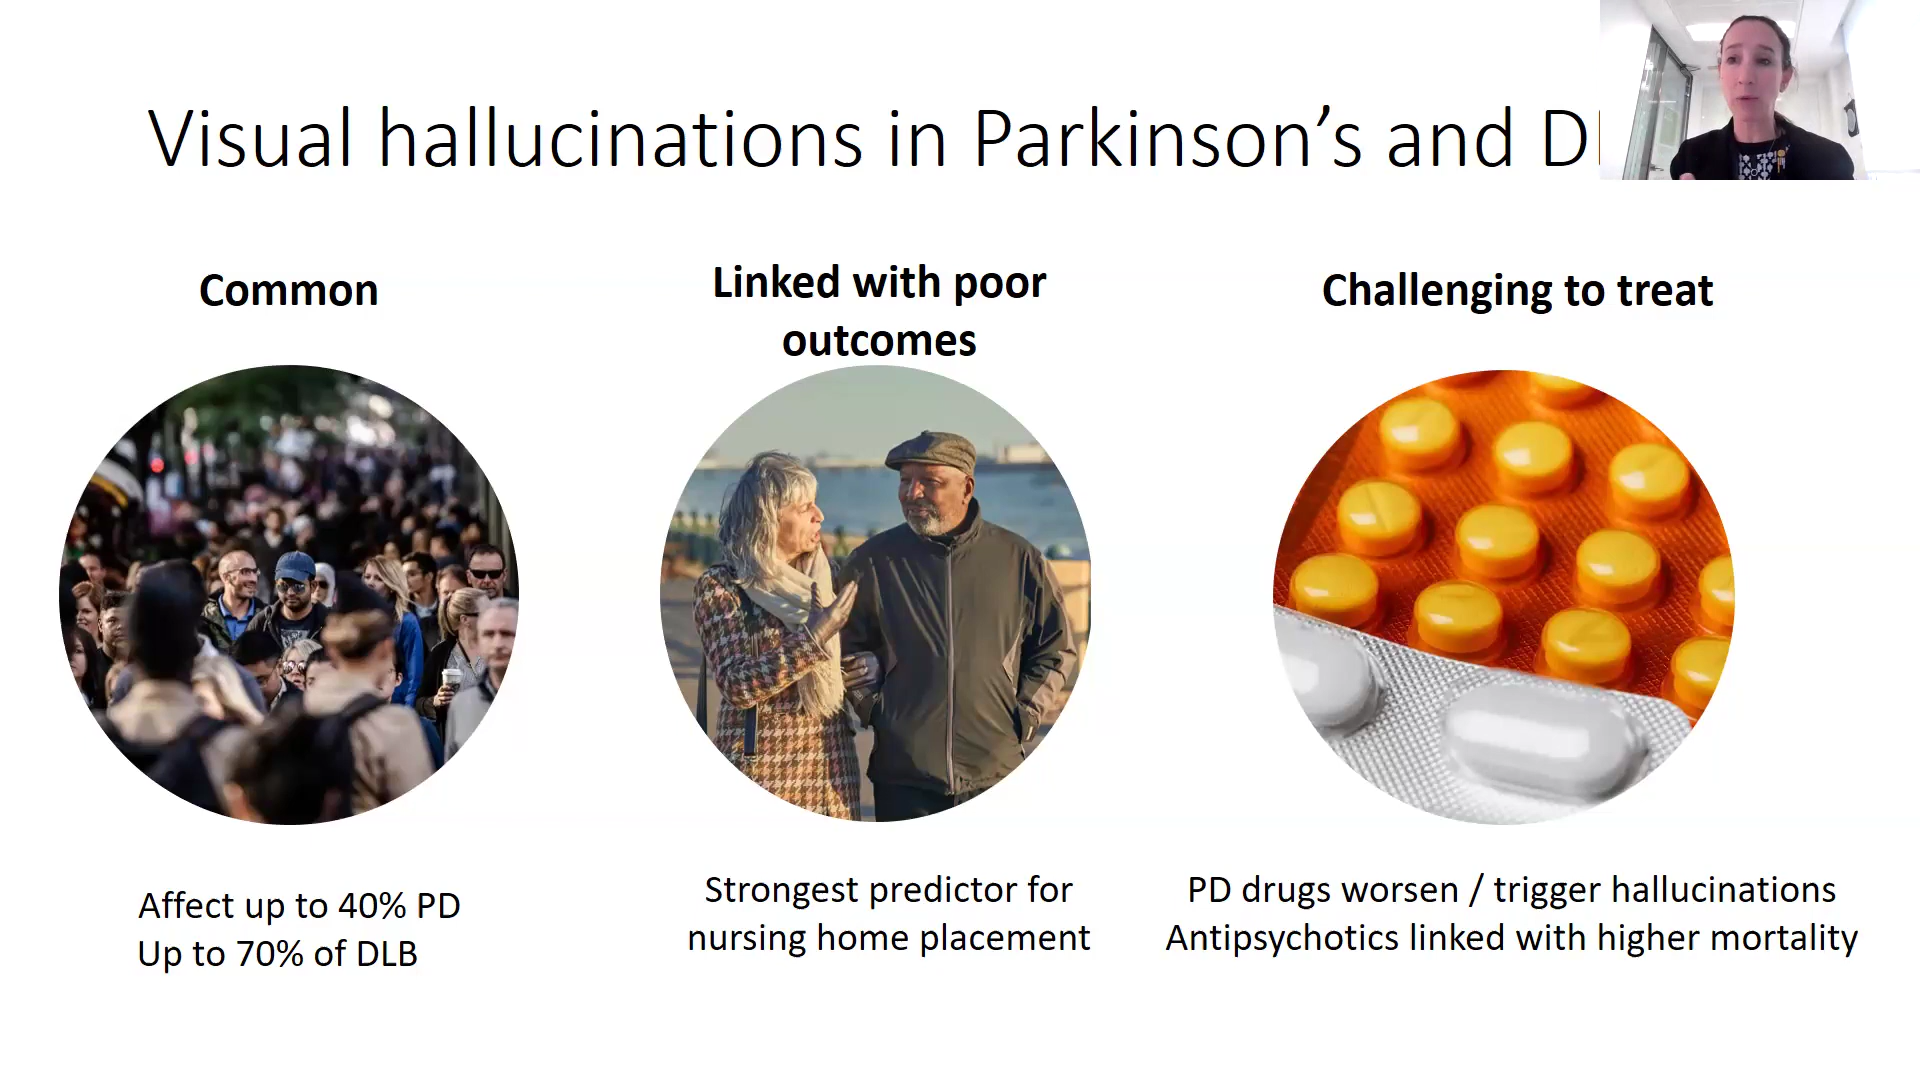 Visual hallucinations in Parkinson’s and
Common
Linked with poor
outcomes
Challenging to treat
Affect up to 40% PD
Up to 70% of DLB
Strongest predictor for
nursing home placement
PD drugs worsen / trigger hallucinations
Antipsychotics linked with higher mortality